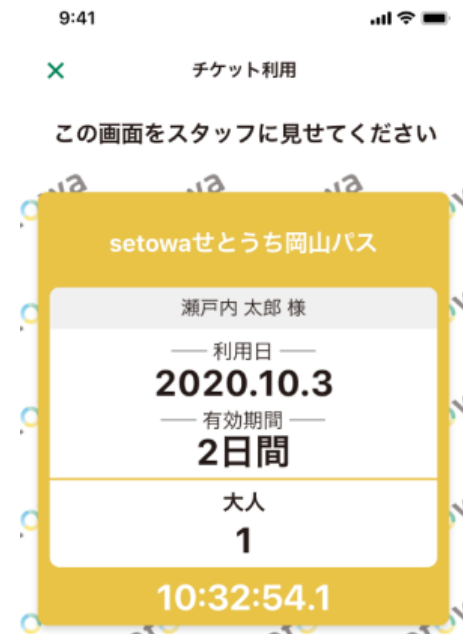 9:41
× チケット利用
この画面をスタッフに見せてください
setowaせとうち岡山パス
瀬戸内 太郎 様
利用日
2020.10.3
有効期間
2日間
大人
1
10:32:54.1